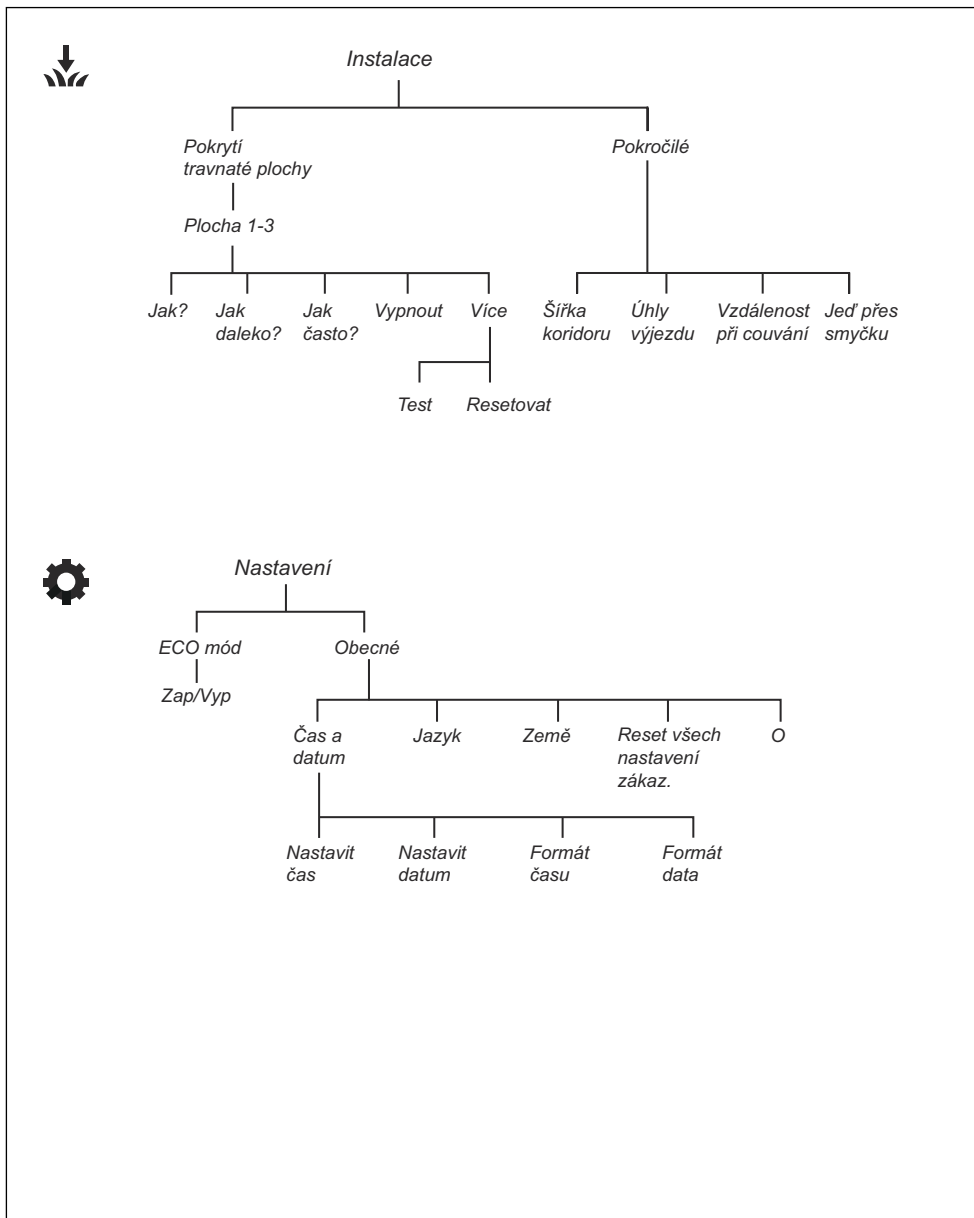 Instalace
Pokrytí
travnaté plochy
Pokročilé
Plocha 1-3
Jak?
Jak
daleko?
Jak
často?
Vypnout
Více
Šířka
koridoru
Úhly
výjezdu
Vzdálenost
při couvání
Jeď přes
smyčku
Test
Resetovat
Nastavení
ECO mód
Obecné
Zap/Vyp
Čas a
datum
Jazyk
Země
Reset všech
nastavení
zákaz.
O
Nastavit
čas
Nastavit
datum
Formát
času
Formát
data